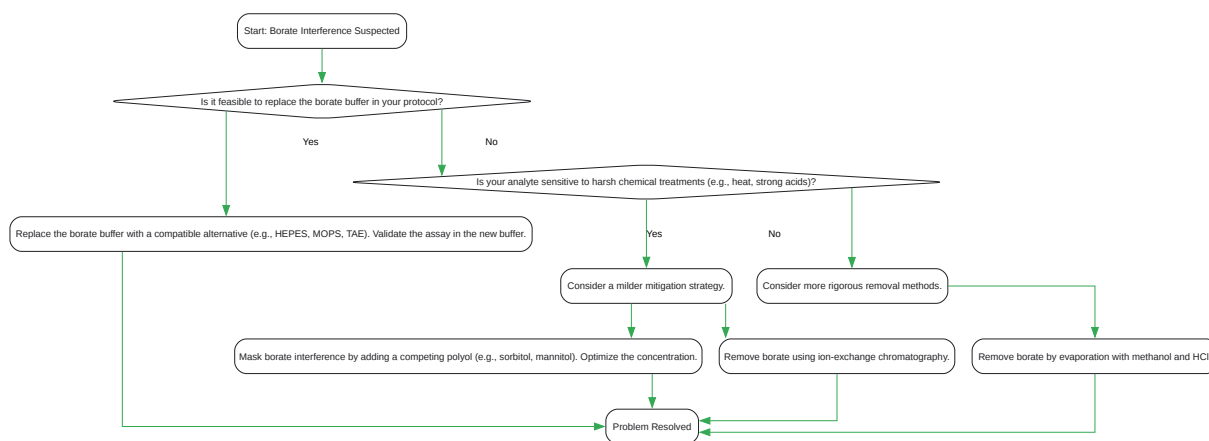 Start: Borate Interference Suspected
Is it feasible to replace the borate buffer in your protocol?
Yes
No
Is your analyte sensitive to harsh chemical treatments (e.g., heat, strong acids)?
Replace the borate buffer with a compatible alternative (e.g., HEPES, MOPS, TAE). Validate the assay in the new buffer.
Yes
No
Consider a milder mitigation strategy.
Consider more rigorous removal methods.
Mask borate interference by adding a competing polyol (e.g., sorbitol, mannitol). Optimize the concentration.
Remove borate using ion-exchange chromatography.
Remove borate by evaporation with methanol and HCl
Problem Resolved